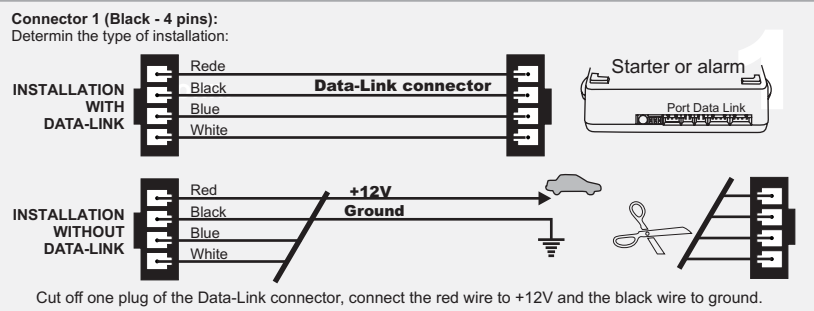 Connector 1 (Black - 4 pins):
Determin the type of installation:
1
INSTALLATION
WITH
DATA-LINK
Rede
Black
Blue
White
Data-Link connector
Starter or alarm
Port Data Link
INSTALLATION
WITHOUT
DATA-LINK
Red
Black
Blue
White
+12V
Ground
Cut off one plug of the Data-Link connector, connect the red wire to +12V and the black wire to ground.